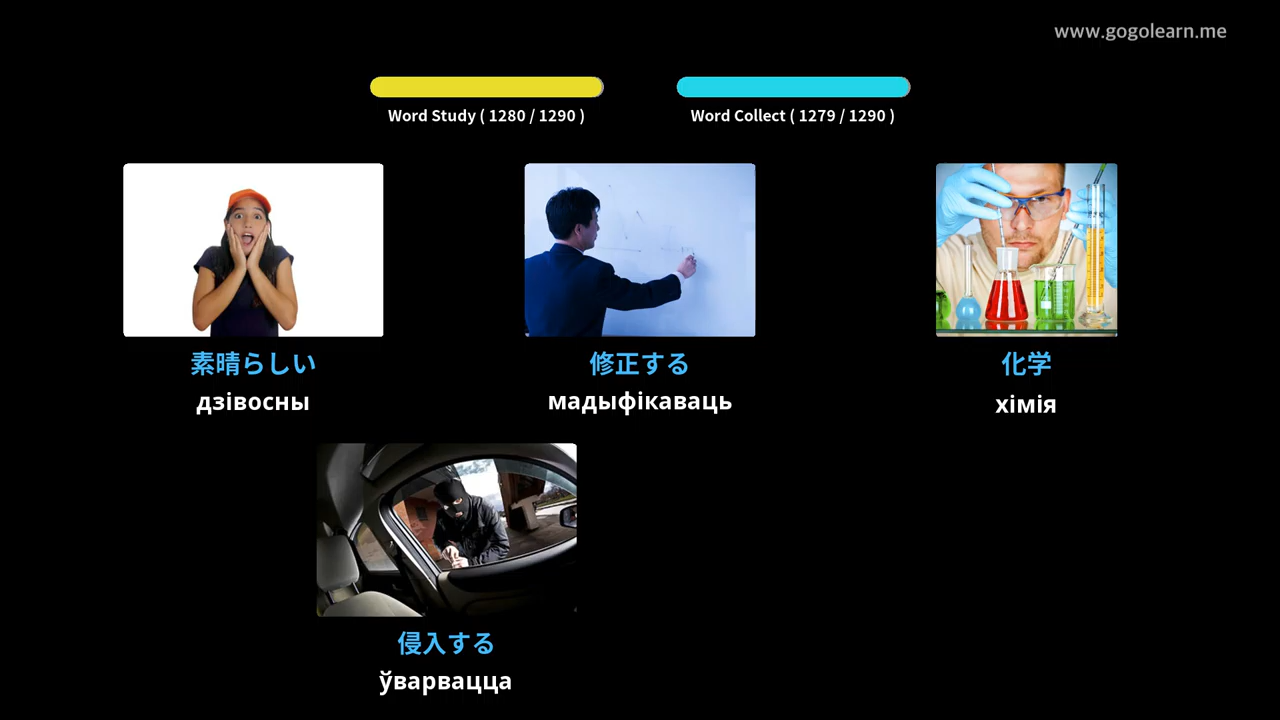 www.gogolearn.me
Word Study ( 1280 / 1290 )
Word Collect ( 1279 / 1290 )
素晴らしい
修正する
化学
дзівосны
мадыфікаваць
хімія
侵入する
ўварвацца